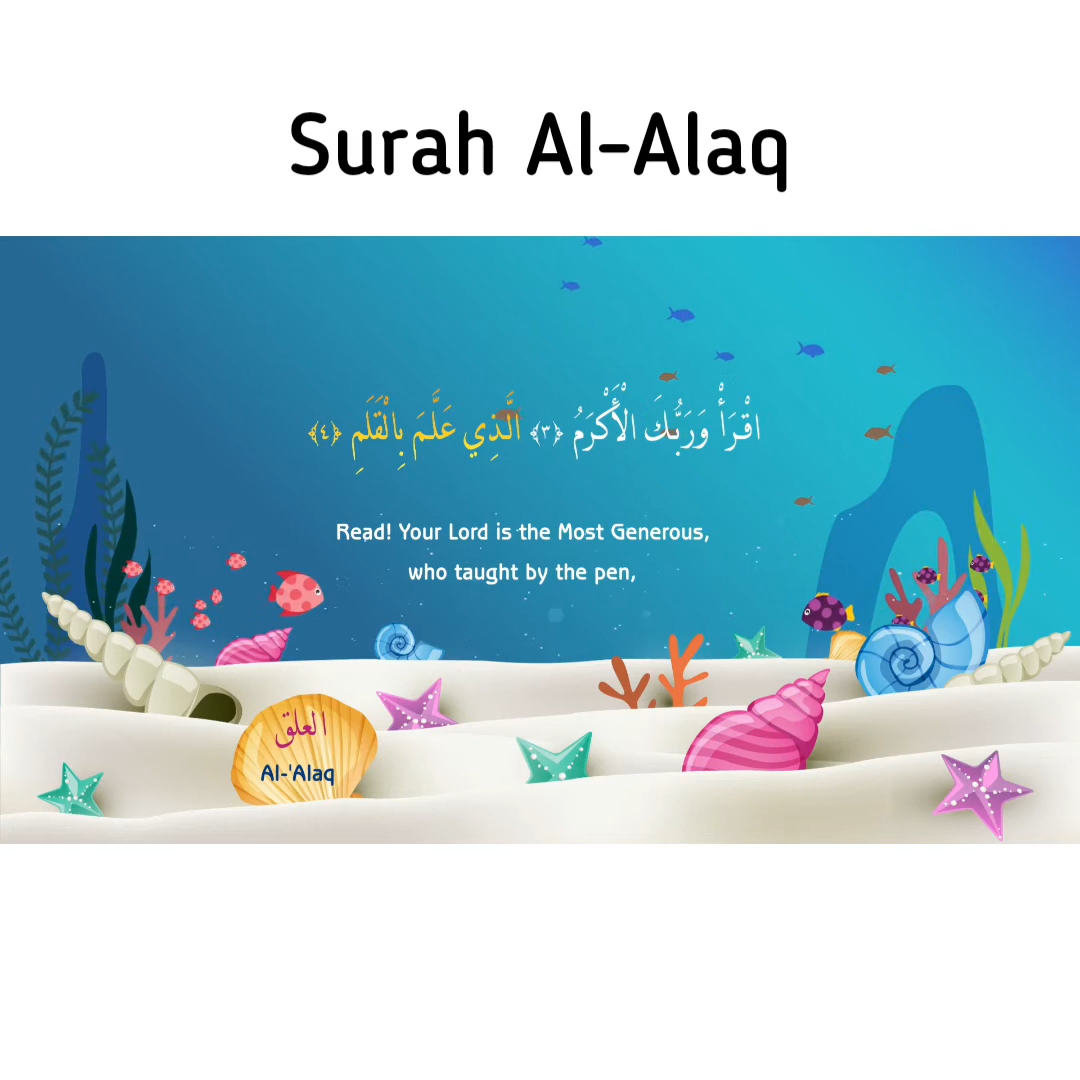 Surah Al-Alaq
اقْرَأْ وَرَبُّكَ الْأَكْرَمُ ﴿٣﴾ الَّذِي عَلَّمَ بِالْقَلَمِ ﴿٤﴾
Read! Your Lord is the Most Generous,
who taught by the pen,
العلق
Al-'Alaq